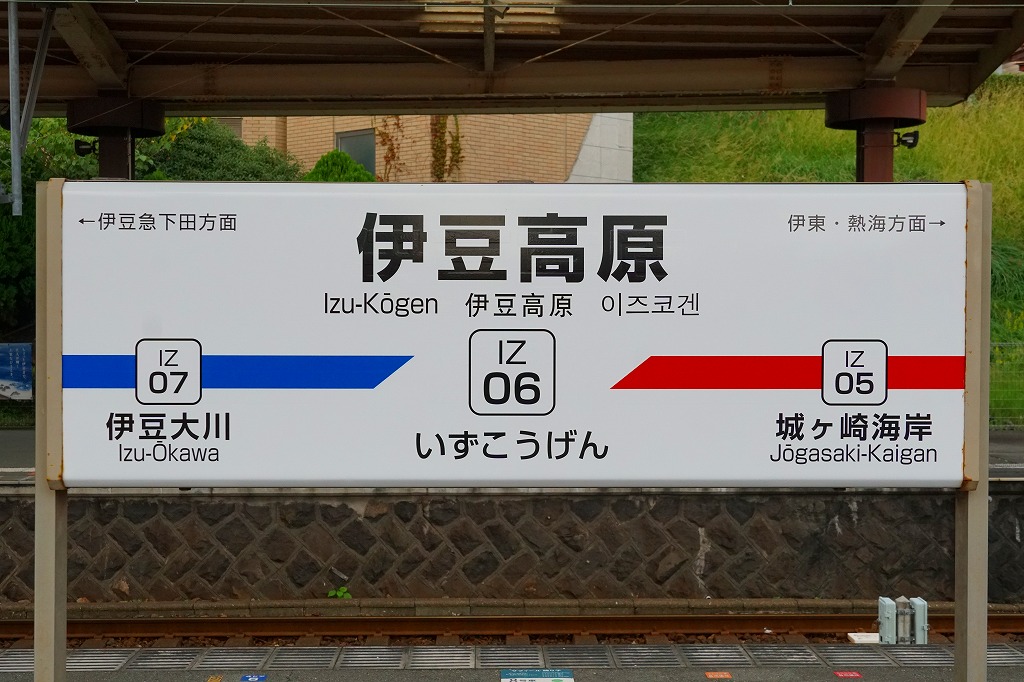 ←伊豆急下田方面
伊東・熱海方面→
伊豆高原
Izu-Kōgen 伊豆高原 이즈코겐
IZ
07
IZ
06
IZ
05
伊豆大川
Izu-Ōkawa
いずこうげん
城ヶ崎海岸
Jōgasaki-Kaigan